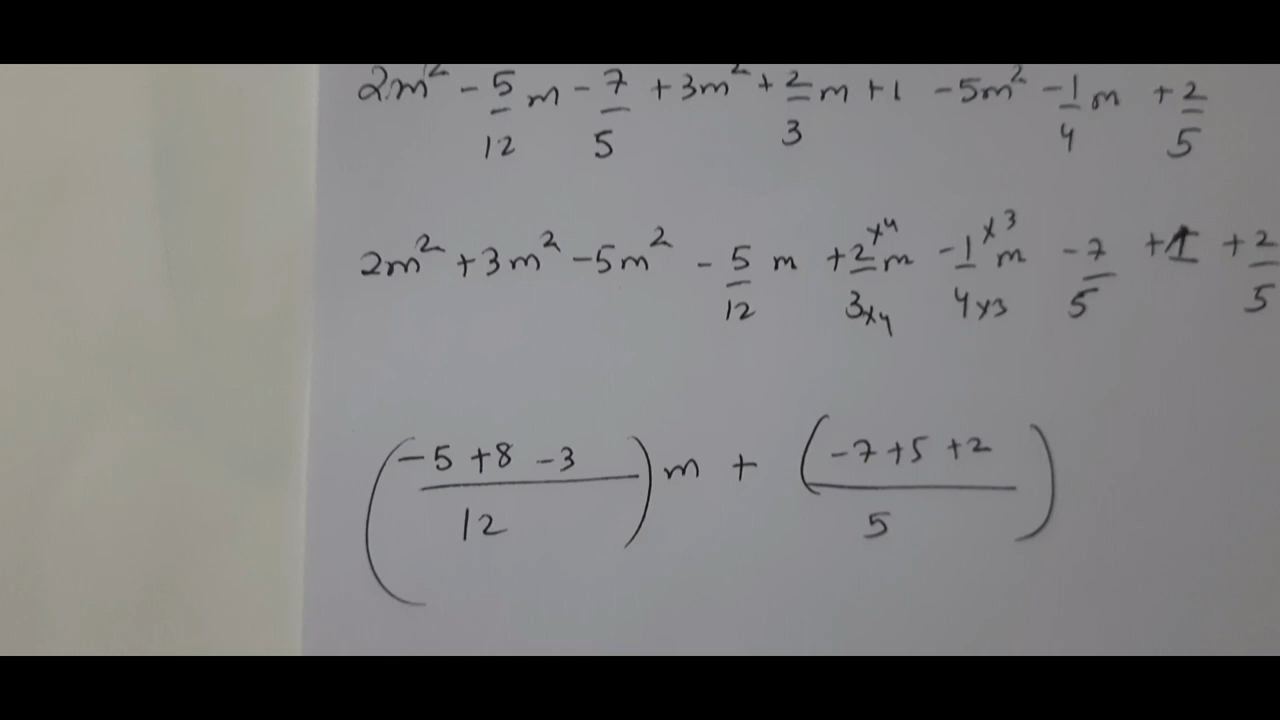 2m² - 5/12 m - 7/5 + 3m² + 2/3 m + 1 - 5m² - 1/4 m + 2/5
2m² + 3m² - 5m² - 5/12 m + 2×4/3×4 m - 1×3/4×3 m - 7/5 + 1 + 2/5
(-5 + 8 - 3 / 12) m + (-7 + 5 + 2 / 5)